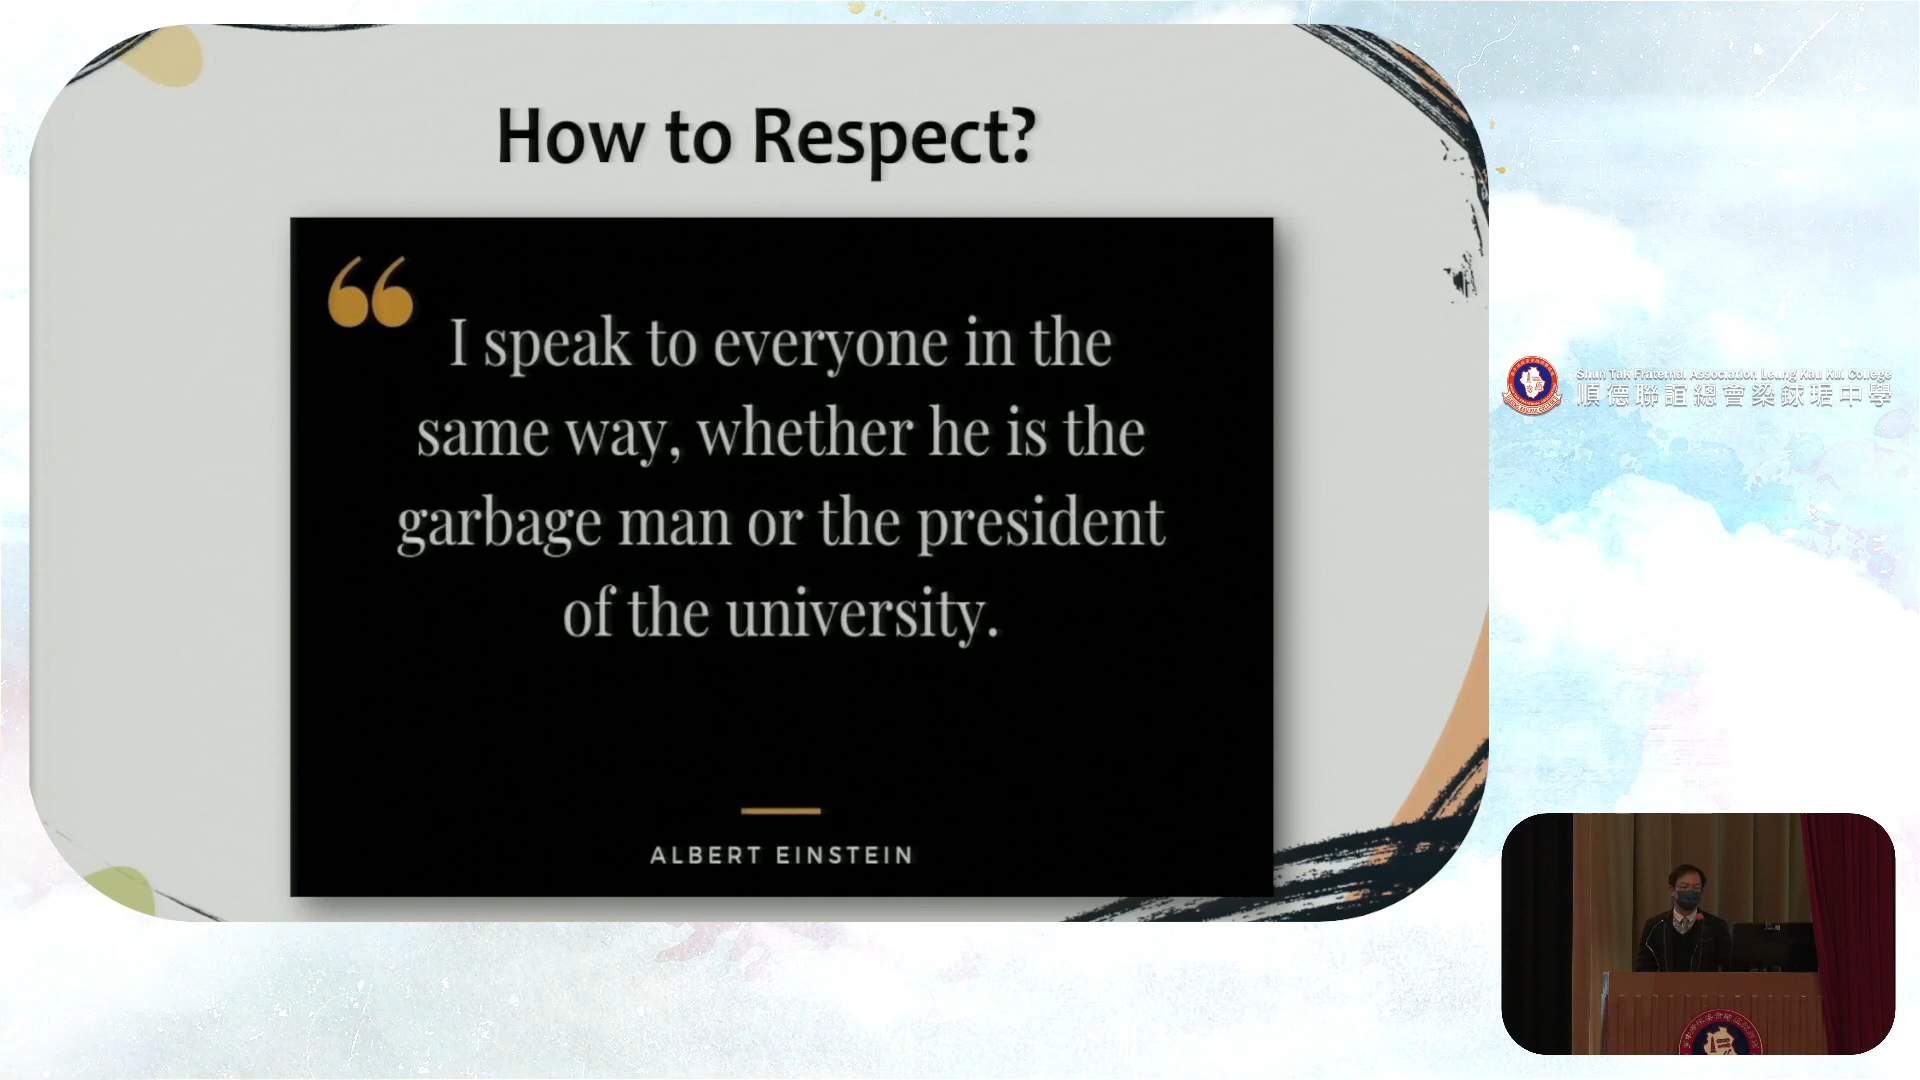 How to Respect?
“
I speak to everyone in the
same way, whether he is the
garbage man or the president
of the university.
ALBERT EINSTEIN
Shun Tak Fraternal Association Leung Kau Kui College
順德聯誼總會梁銶琚中學